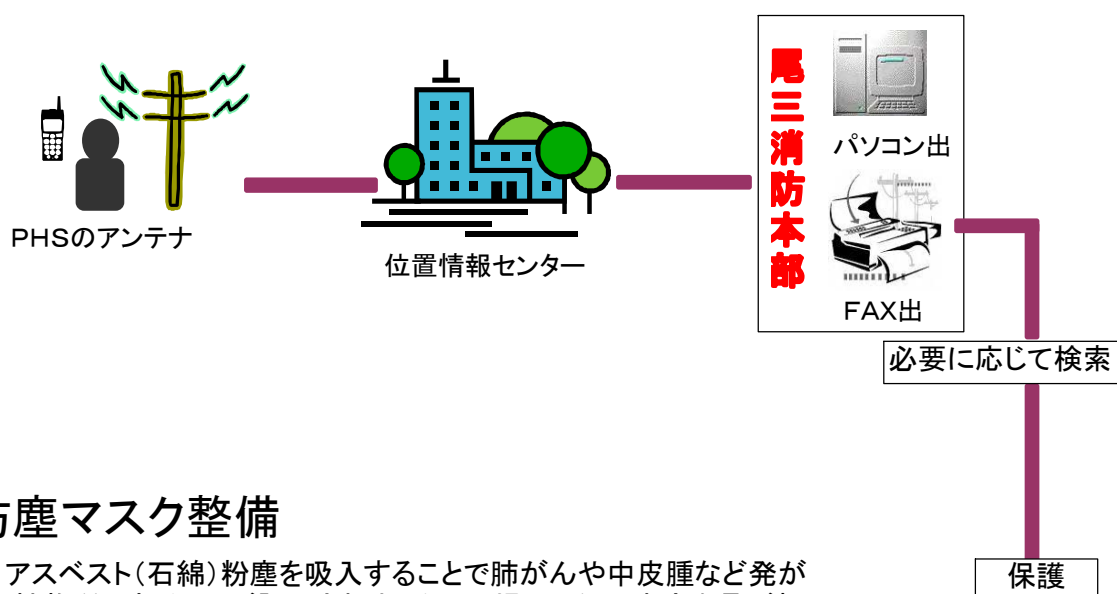 PHSのアンテナ
位置情報センター
尾三消防本部
パソコン出
FAX出
必要に応じて検索
保護
塵マスク整備
アスベスト(石綿)粉塵を吸入することで肺がんや中皮腫など発が